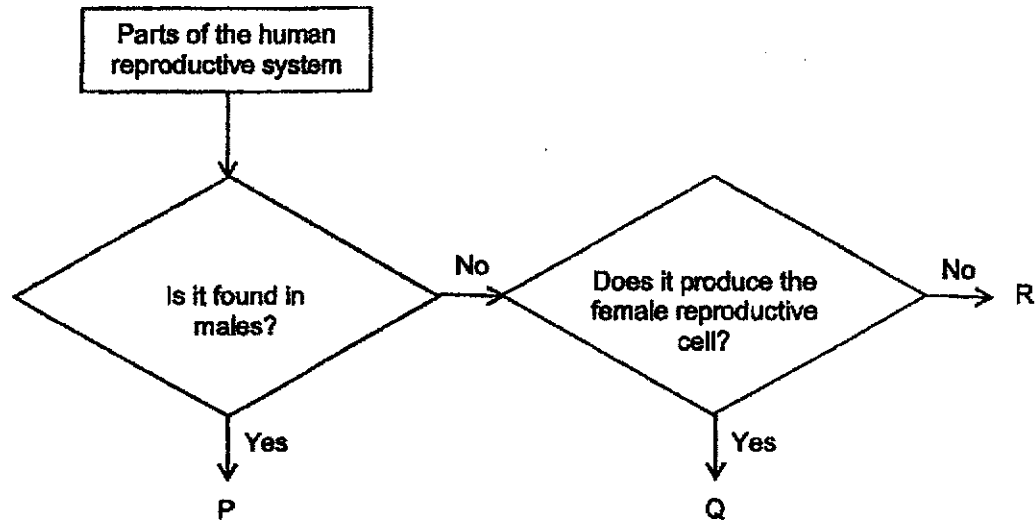 Parts of the human
reproductive system
Is it found in
males?
No
Does it produce the
female reproductive
cell?
No
R
Yes
P
Yes
Q